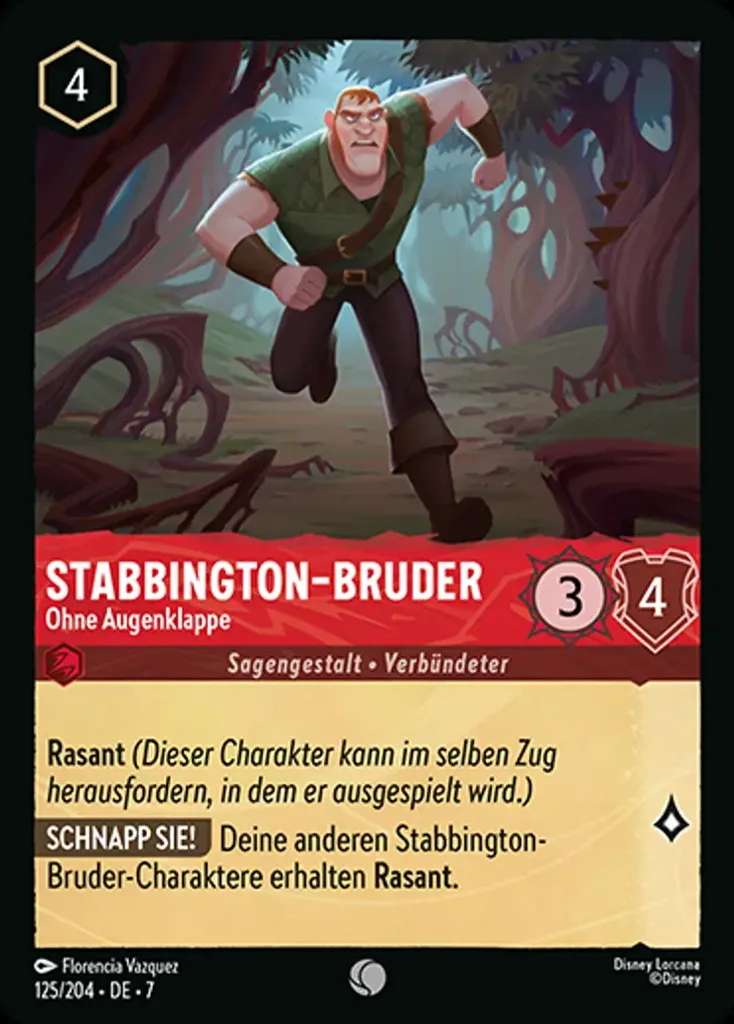 4
STABBINGTON-BRUDER
Ohne Augenklappe
3
4
Sagengestalt • Verbündeter
Rasant (Dieser Charakter kann im selben Zug
herausfordern, in dem er ausgespielt wird.)
SCHNAPP SIE! Deine anderen Stabbington-
Bruder-Charaktere erhalten Rasant.
Florencia Vazquez
125/204 • DE • 7
Disney Lorcana
©Disney